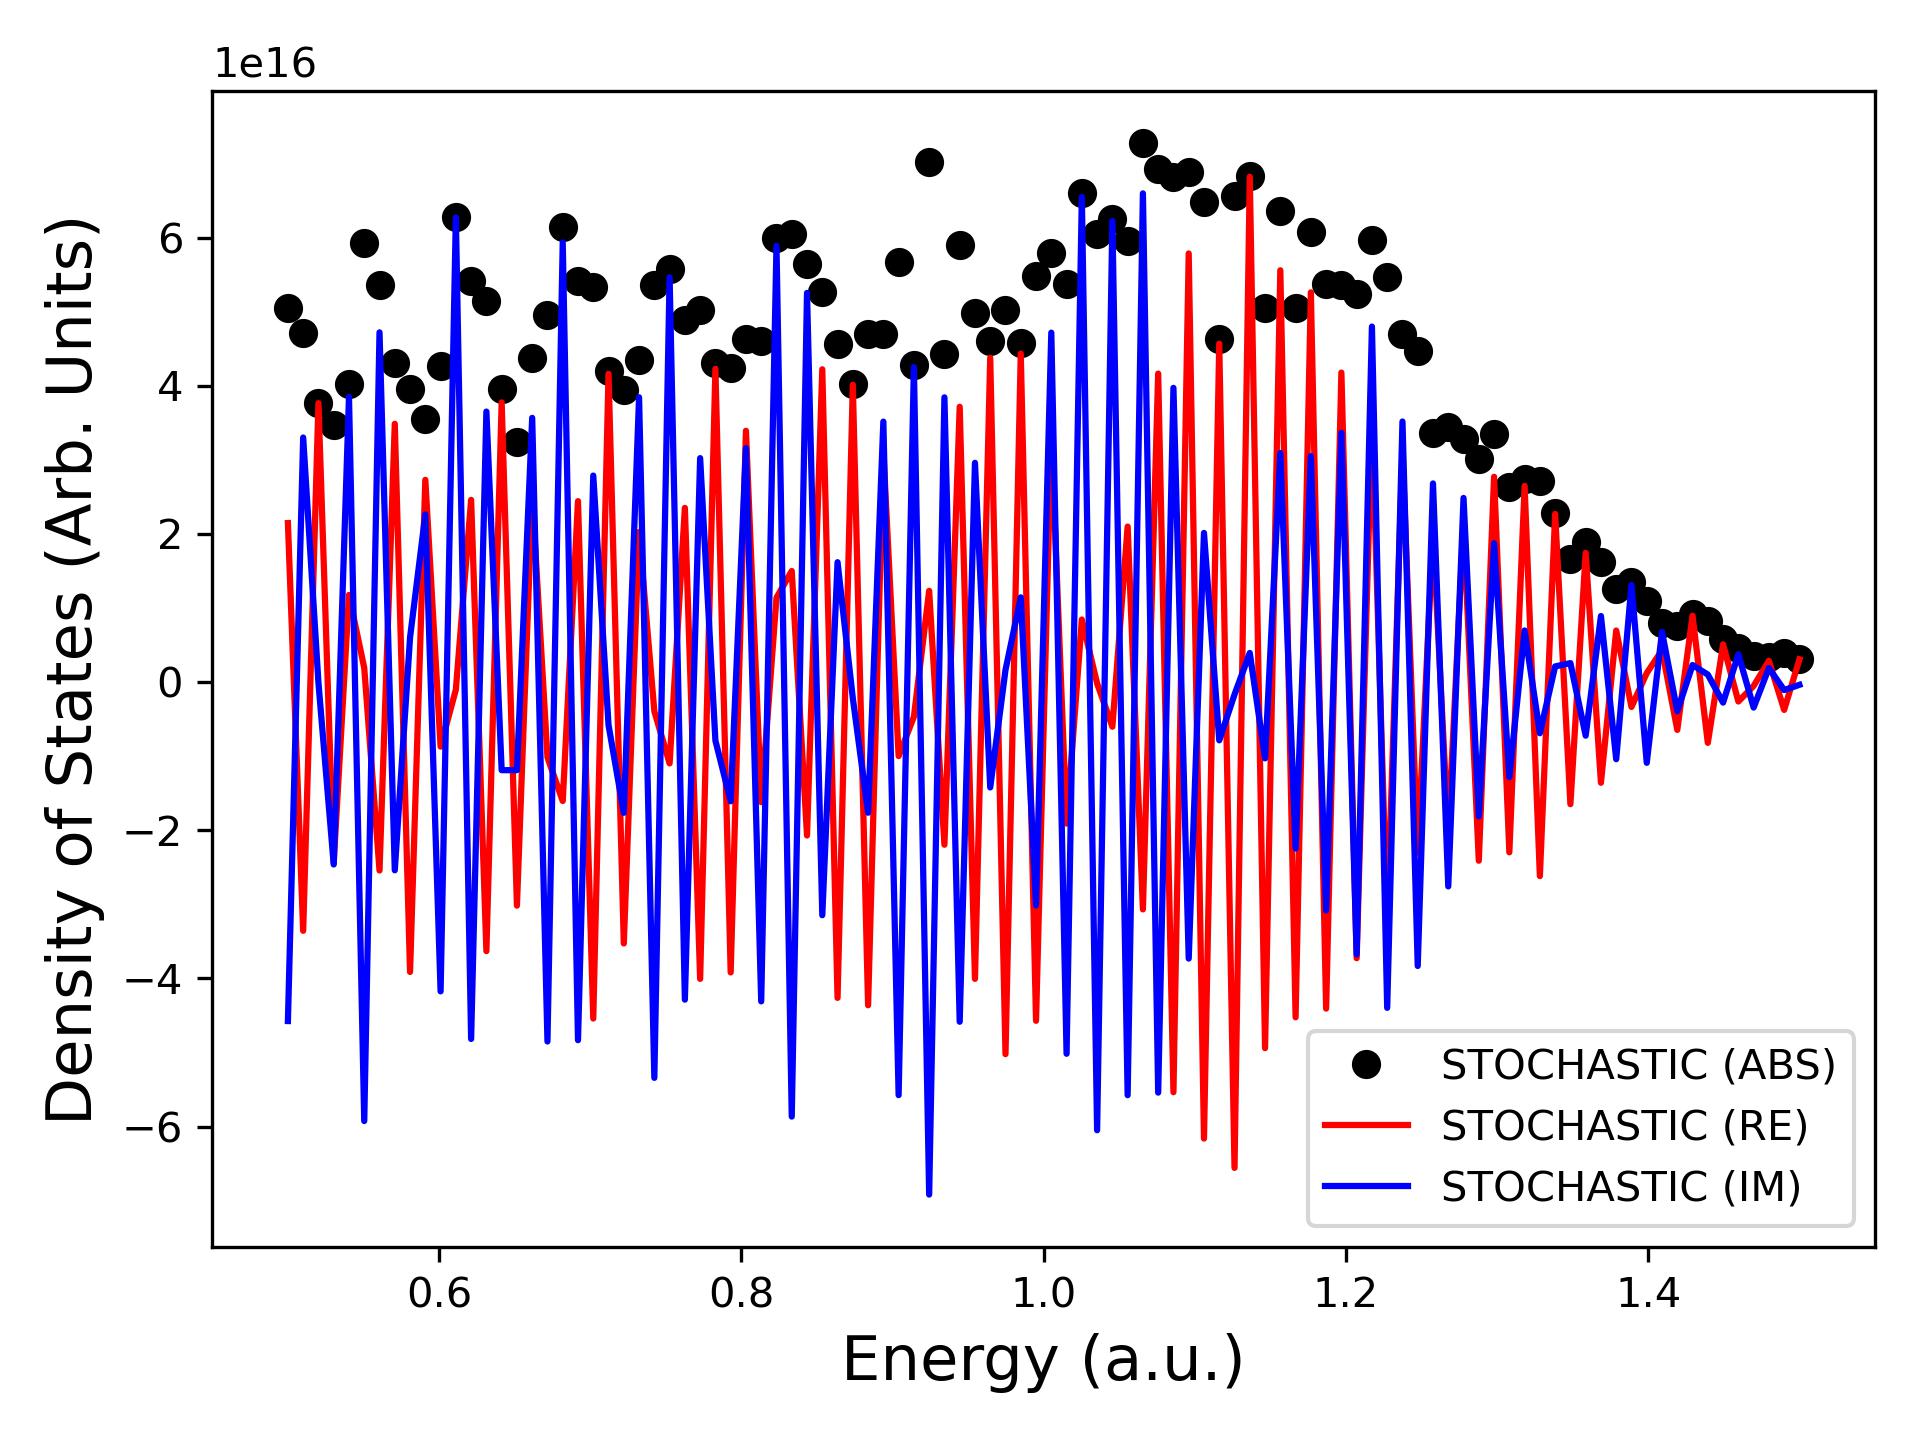 1e16
Density of States (Arb. Units)
6
4
2
0
−2
−4
−6
0.6 0.8 1.0 1.2 1.4
Energy (a.u.)
STOCHASTIC (ABS)
STOCHASTIC (RE)
STOCHASTIC (IM)